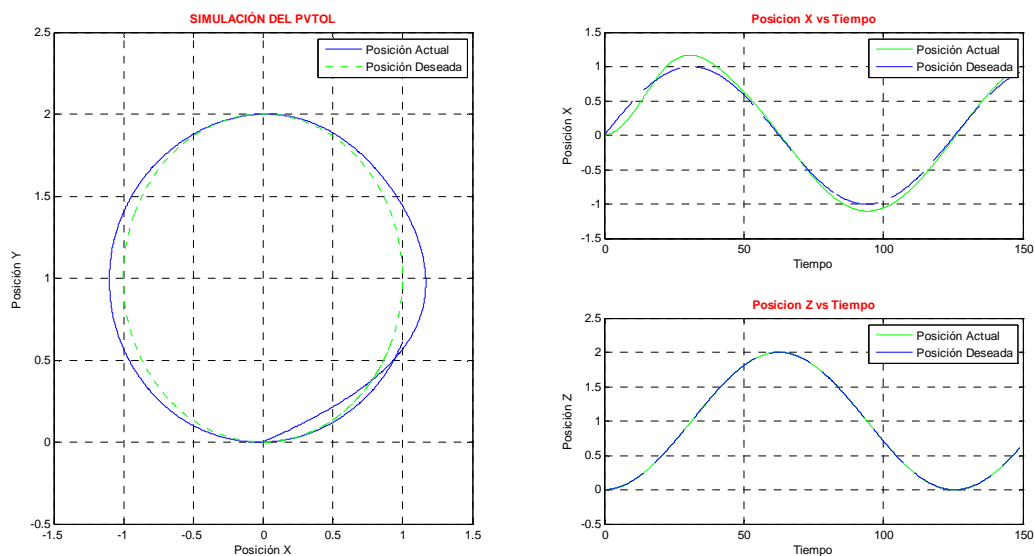 SIMULACIÓN DEL PVTOL
2.5
2
1.5
1
0.5
0
-0.5
Posición Y
Posición Actual
Posición Deseada
-1.5
-1
-0.5
0
0.5
1
1.5
Posición X
Posicion X vs Tiempo
1.5
1
0.5
0
-0.5
-1
-1.5
Posición X
Posición Actual
Posición Deseada
0
50
100
150
Tiempo
Posicion Z vs Tiempo
2.5
2
1.5
1
0.5
0
-0.5
Posición Z
Posición Actual
Posición Deseada
0
50
100
150
Tiempo